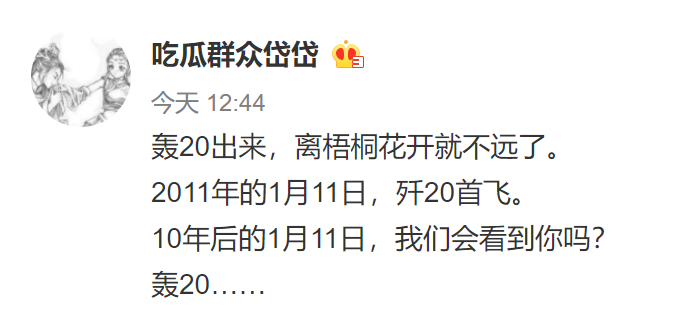 吃瓜群众岱岱
今天 12:44
轰20出来，离梧桐花开就不远了。
2011年的1月11日，歼20首飞。
10年后的1月11日，我们会看到你吗？
轰20……